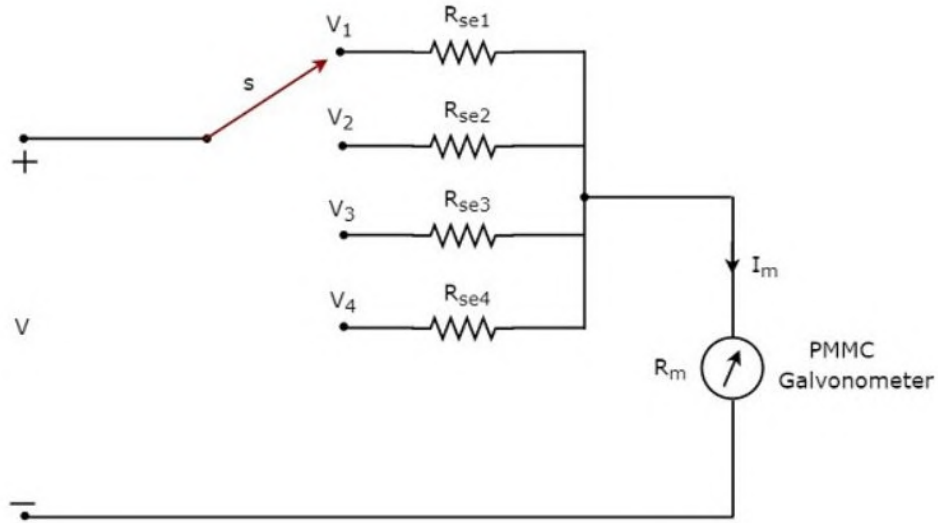 V1
Rse1
s
V2
Rse2
+
V3
Rse3
Im
V4
Rse4
V
PMMC
Rm
Galvonometer
–